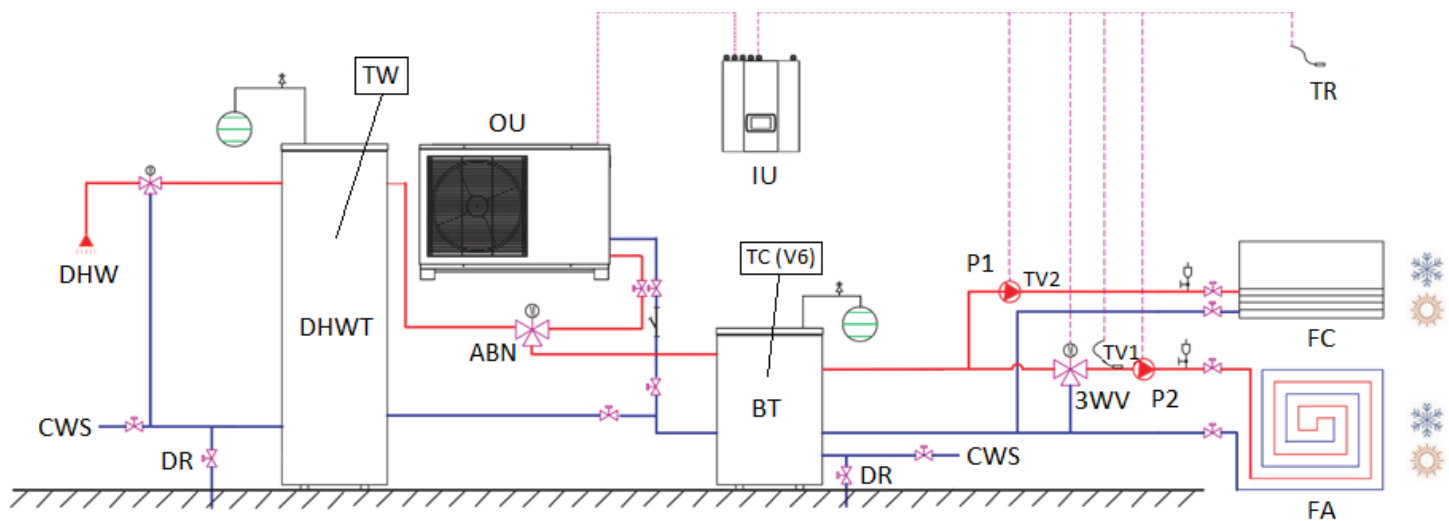 TW
OU
IU
TR
DHW
DHWT
ABN
TC (V6)
P1
TV2
FC
BT
TV1
3WV
P2
CWS
DR
CWS
DR
FA